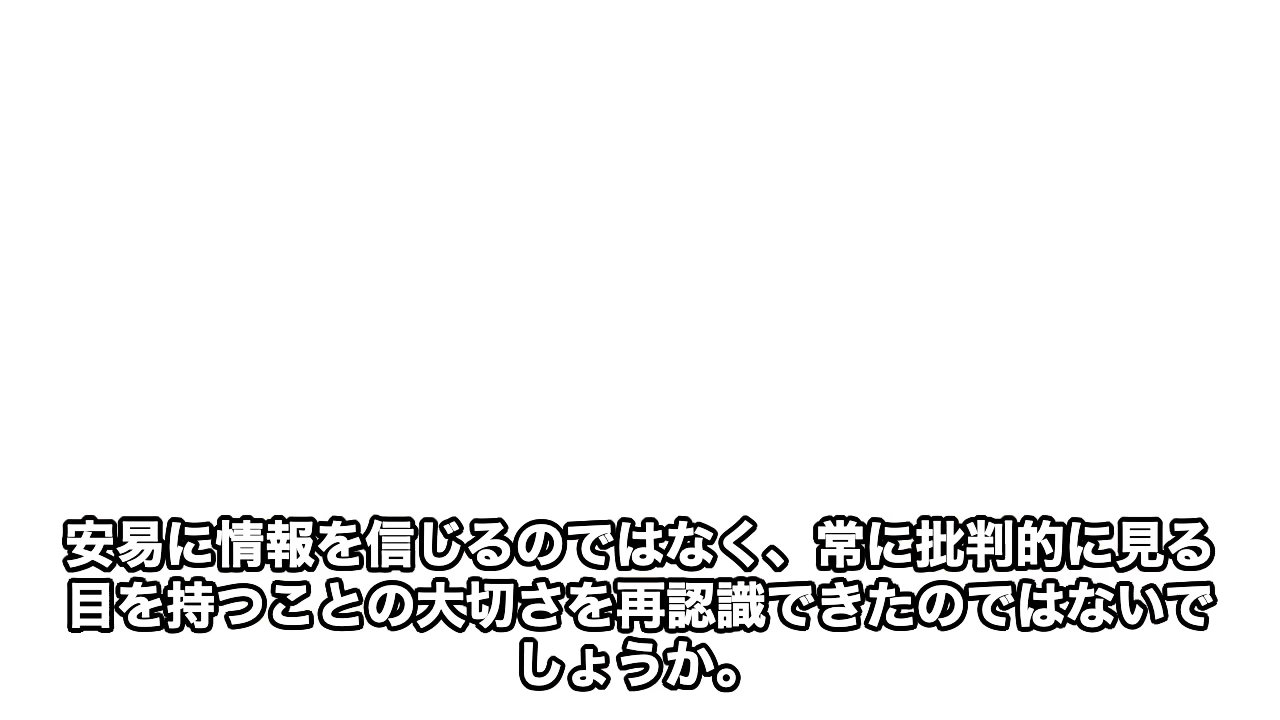 安易に情報を信じるのではなく、常に批判的に見る
目を持つことの大切さを再認識できたのではないで
しょうか。